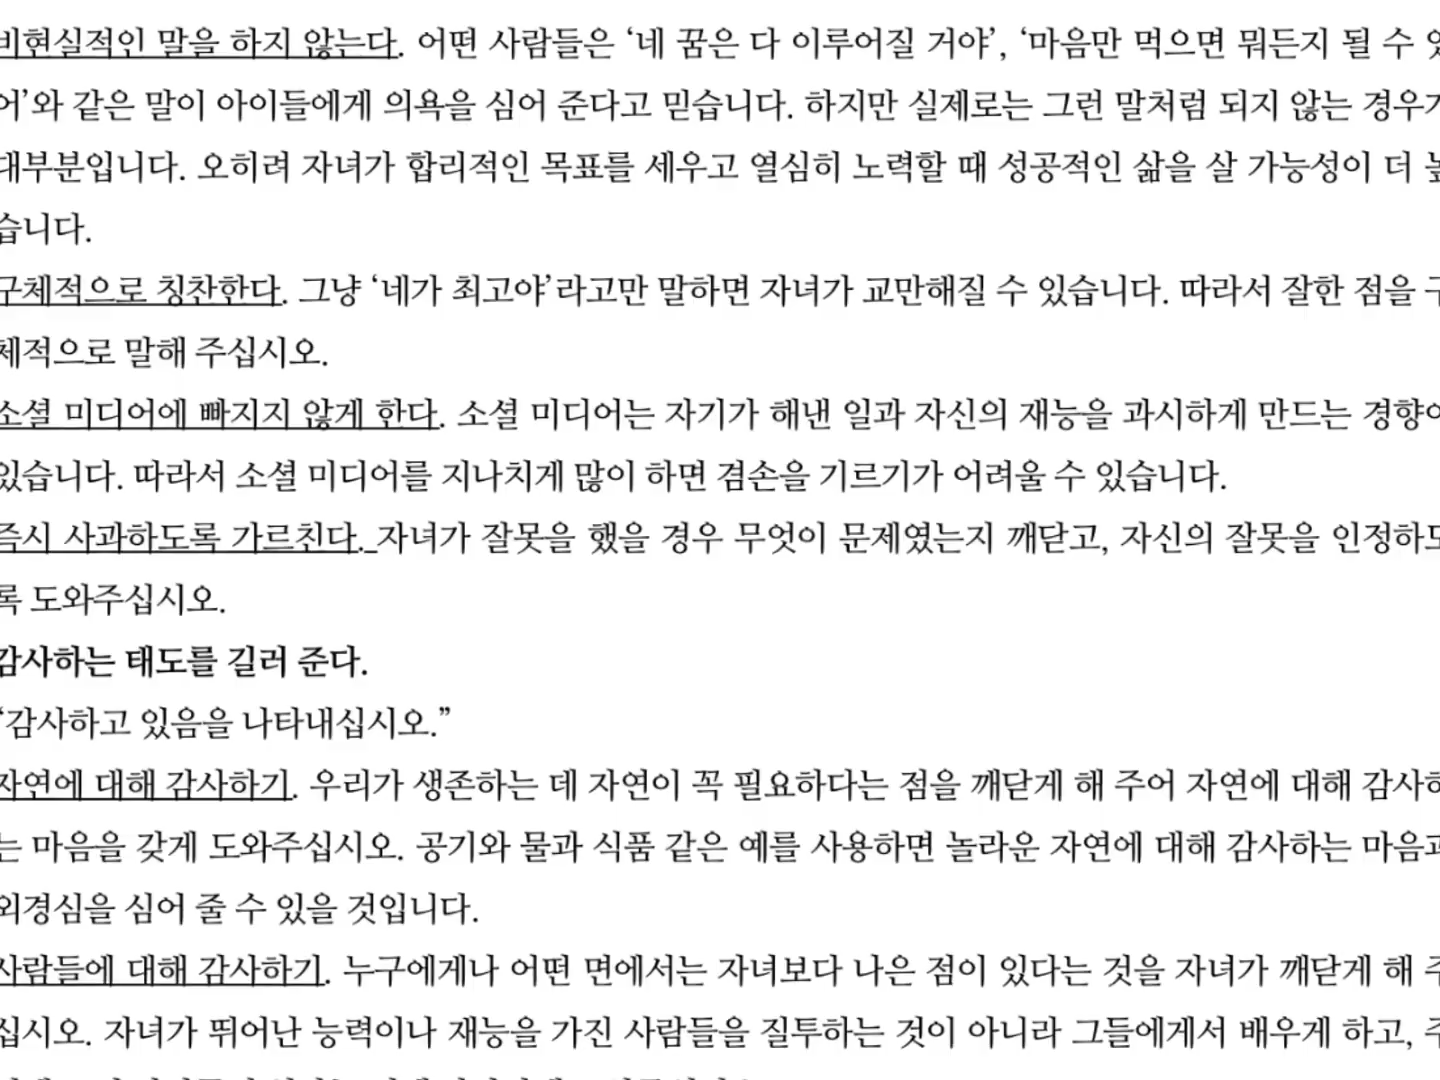 비현실적인 말을 하지 않는다. 어떤 사람들은 ‘네 꿈은 다 이루어질 거야’, ‘마음만 먹으면 뭐든지 될 수 있
어’와 같은 말이 아이들에게 의욕을 심어 준다고 믿습니다. 하지만 실제로는 그런 말처럼 되지 않는 경우가
대부분입니다. 오히려 자녀가 합리적인 목표를 세우고 열심히 노력할 때 성공적인 삶을 살 가능성이 더 높
습니다.
구체적으로 칭찬한다. 그냥 ‘네가 최고야’라고만 말하면 자녀가 교만해질 수 있습니다. 따라서 잘한 점을 구
체적으로 말해 주십시오.
소셜 미디어에 빠지지 않게 한다. 소셜 미디어는 자기가 해낸 일과 자신의 재능을 과시하게 만드는 경향이
있습니다. 따라서 소셜 미디어를 지나치게 많이 하면 겸손을 기르기가 어려울 수 있습니다.
즉시 사과하도록 가르친다. 자녀가 잘못을 했을 경우 무엇이 문제였는지 깨닫고, 자신의 잘못을 인정하도
록 도와주십시오.
감사하는 태도를 길러 준다.
“감사하고 있음을 나타내십시오.”
자연에 대해 감사하기. 우리가 생존하는 데 자연이 꼭 필요하다는 점을 깨닫게 해 주어 자연에 대해 감사하
는 마음을 갖게 도와주십시오. 공기와 물과 식품 같은 예를 사용하면 놀라운 자연에 대해 감사하는 마음과
외경심을 심어 줄 수 있을 것입니다.
사람들에 대해 감사하기. 누구에게나 어떤 면에서는 자녀보다 나은 점이 있다는 것을 자녀가 깨닫게 해 주
십시오. 자녀가 뛰어난 능력이나 재능을 가진 사람들을 질투하는 것이 아니라 그들에게서 배우게 하고,